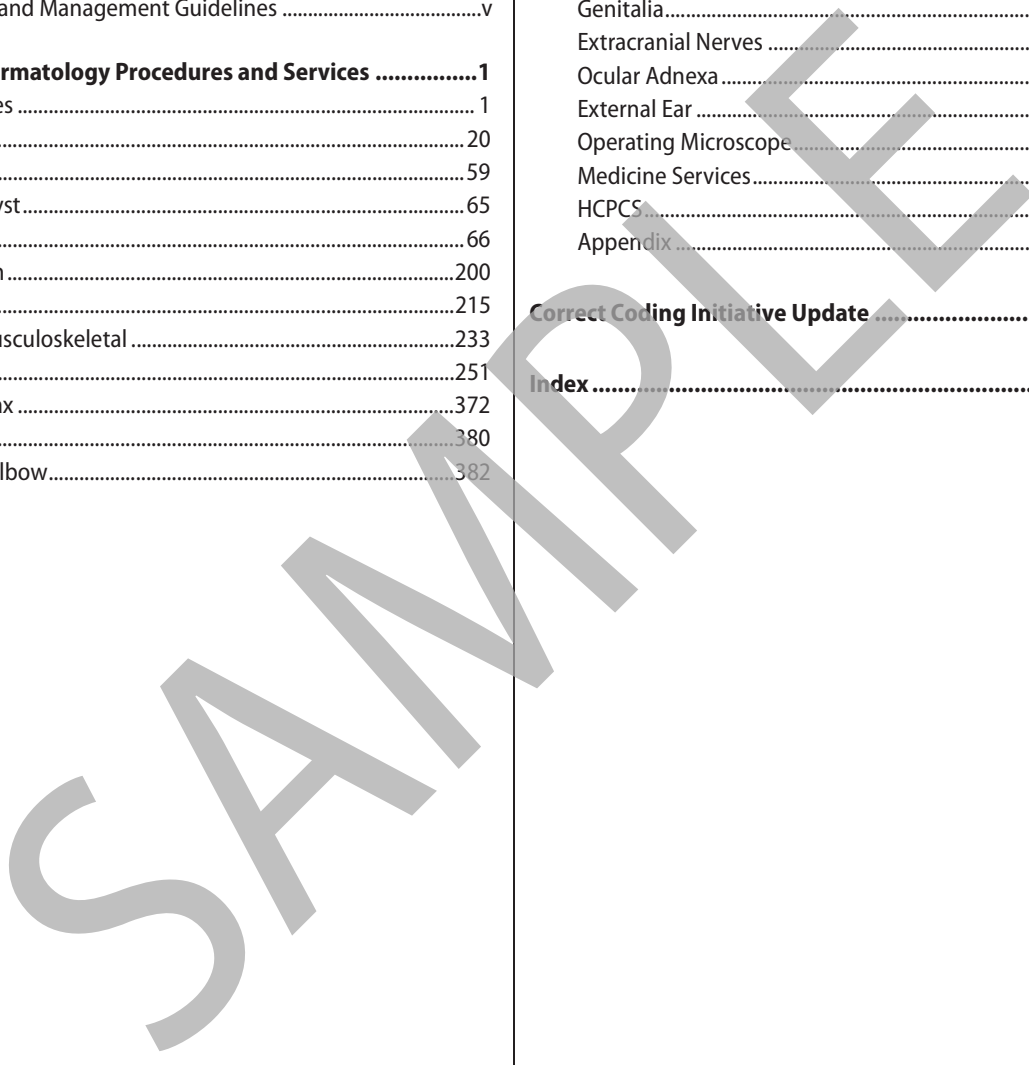 and Management Guidelines ....................................v
rmatology Procedures and Services ................1
es ........................................................................................ 1
............................................................................................20
............................................................................................59
yst.......................................................................................65
............................................................................................66
n ........................................................................................200
..........................................................................................215
usculoskeletal ................................................................233
..........................................................................................251
ax ......................................................................................372
..........................................................................................380
lbow.................................................................................382
Genitalia
Extracranial Nerves
Ocular Adnexa
External Ear
Operating Microscope
Medicine Services
HCPCS
Appendix
Correct Coding Initiative Update
Index
SAMPLE